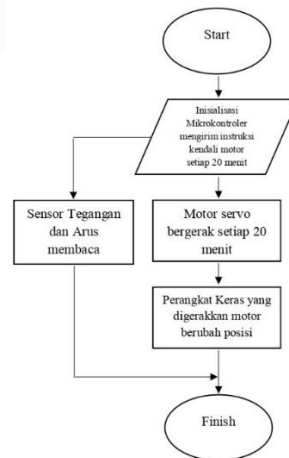 Start
Inisialisasi
Mikrokontroler
mengirim instruksi
kendali motor
setiap 20 menit
Sensor Tegangan
dan Arus
membaca
Motor servo
bergerak setiap 20
menit
Perangkat Keras yang
digerakkan motor
berubah posisi
Finish